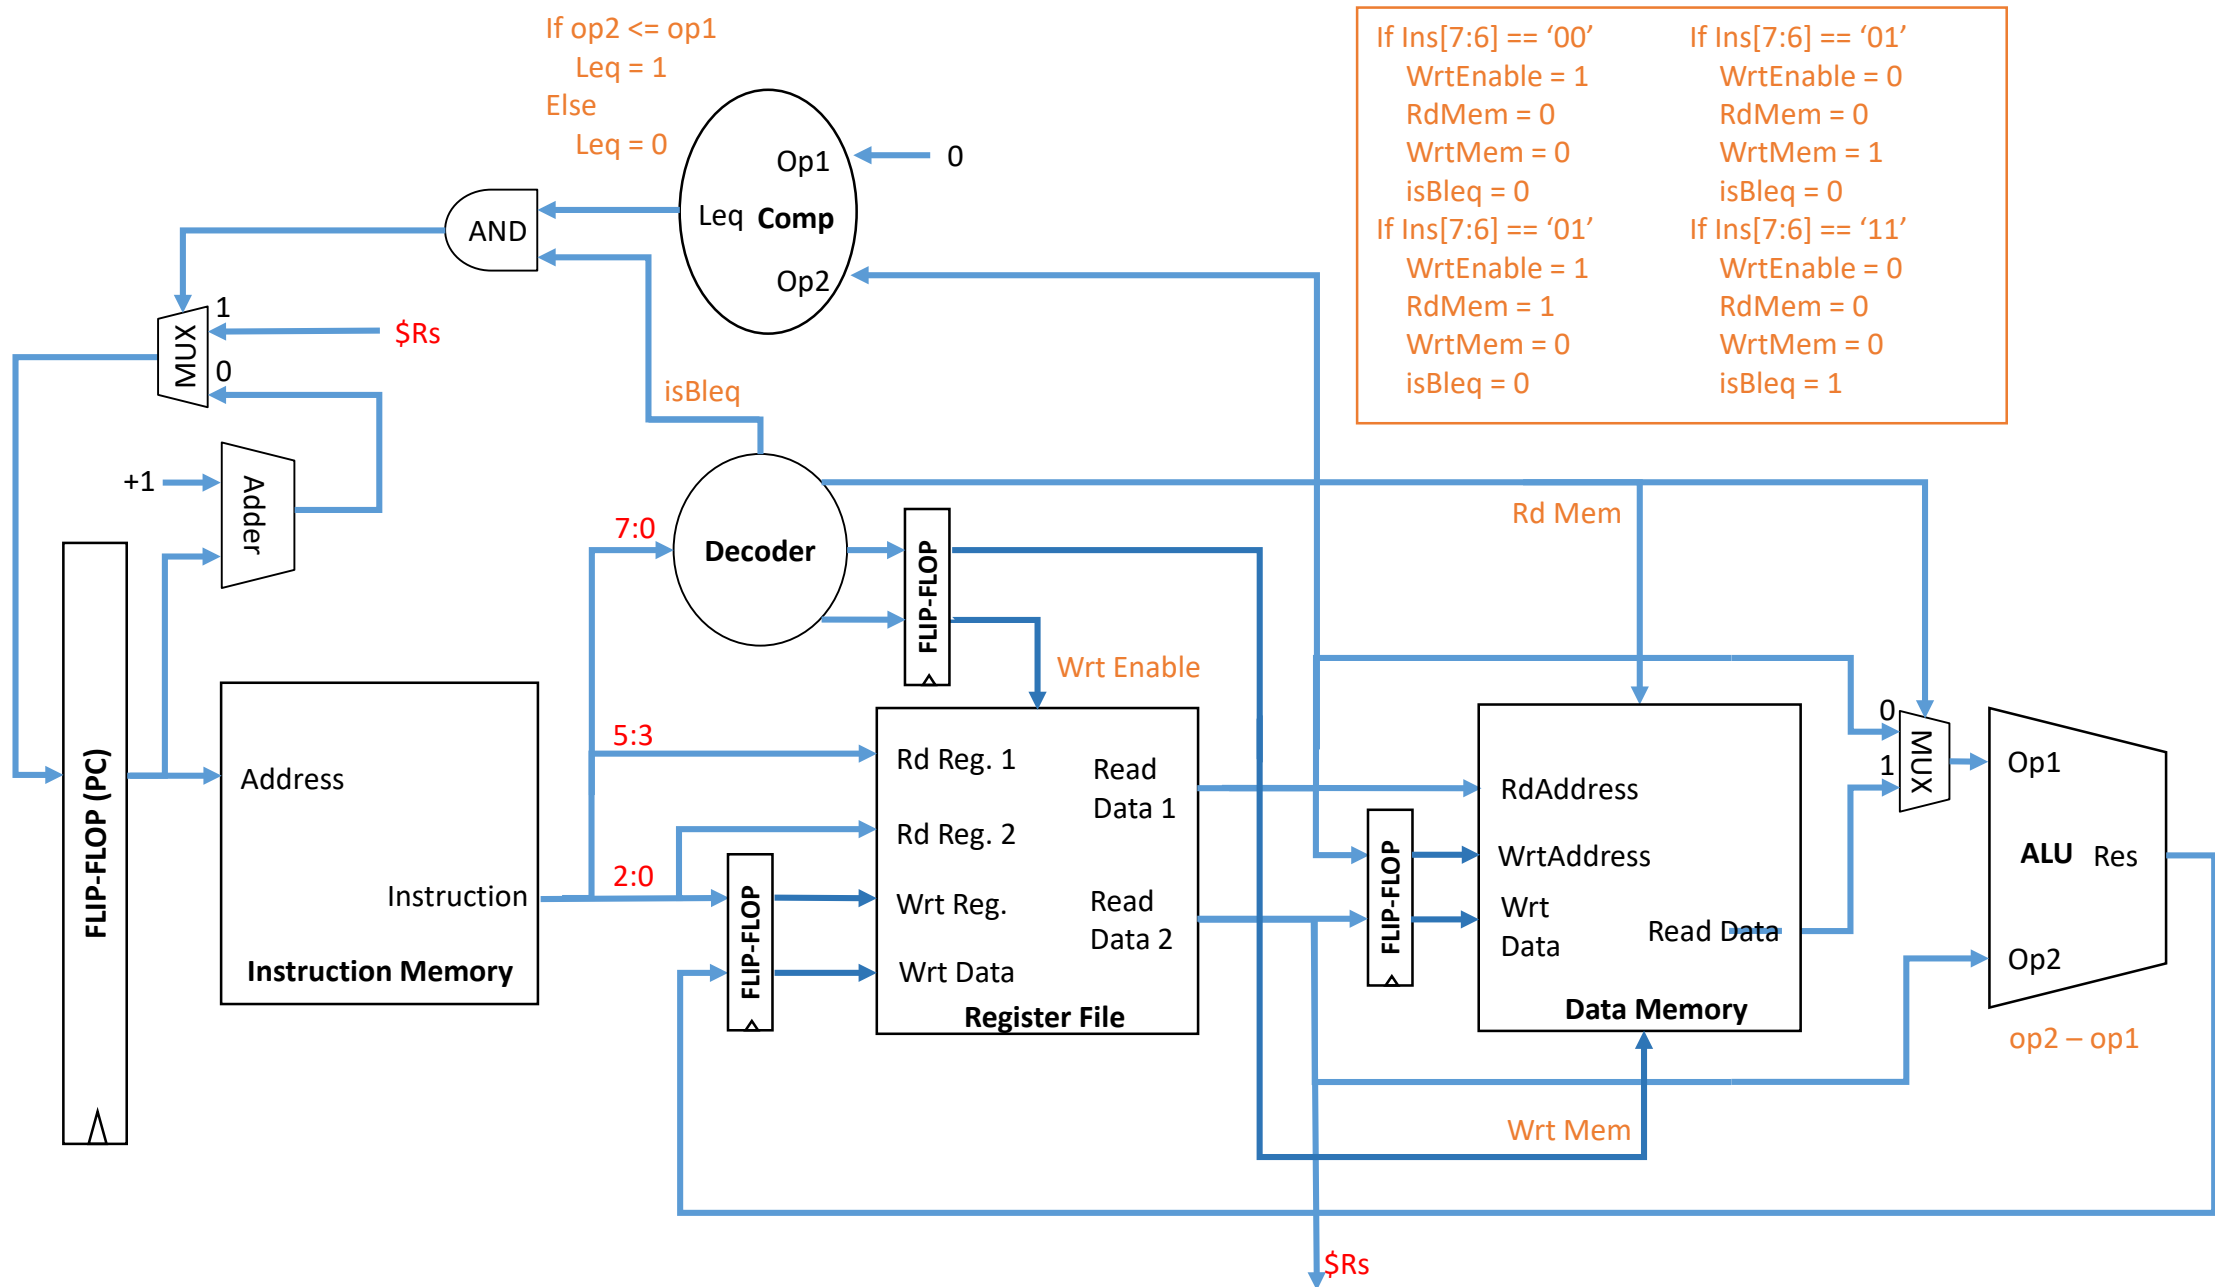 If op2 <= op1
Leq = 1
Else
Leq = 0
If Ins[7:6] == ‘00’
WrtEnable = 1
RdMem = 0
WrtMem = 0
isBleq = 0
If Ins[7:6] == ‘01’
WrtEnable = 1
RdMem = 1
WrtMem = 0
isBleq = 0
If Ins[7:6] == ‘01’
WrtEnable = 0
RdMem = 0
WrtMem = 1
isBleq = 0
If Ins[7:6] == ‘11’
WrtEnable = 0
RdMem = 0
WrtMem = 0
isBleq = 1
Op1
0
Leq
Comp
Op2
AND
1
MUX
$Rs
0
isBleq
+1
Adder
7:0
Decoder
FLIP-FLOP
Rd Mem
Wrt Enable
FLIP-FLOP (PC)
Address
Instruction
Instruction Memory
5:3
2:0
FLIP-FLOP
Rd Reg. 1
Rd Reg. 2
Wrt Reg.
Wrt Data
Read
Data 1
Read
Data 2
Register File
FLIP-FLOP
RdAddress
WrtAddress
Wrt
Data
Read Data
Data Memory
0
1
MUX
Op1
ALU
Res
Op2
op2 – op1
Wrt Mem
$Rs